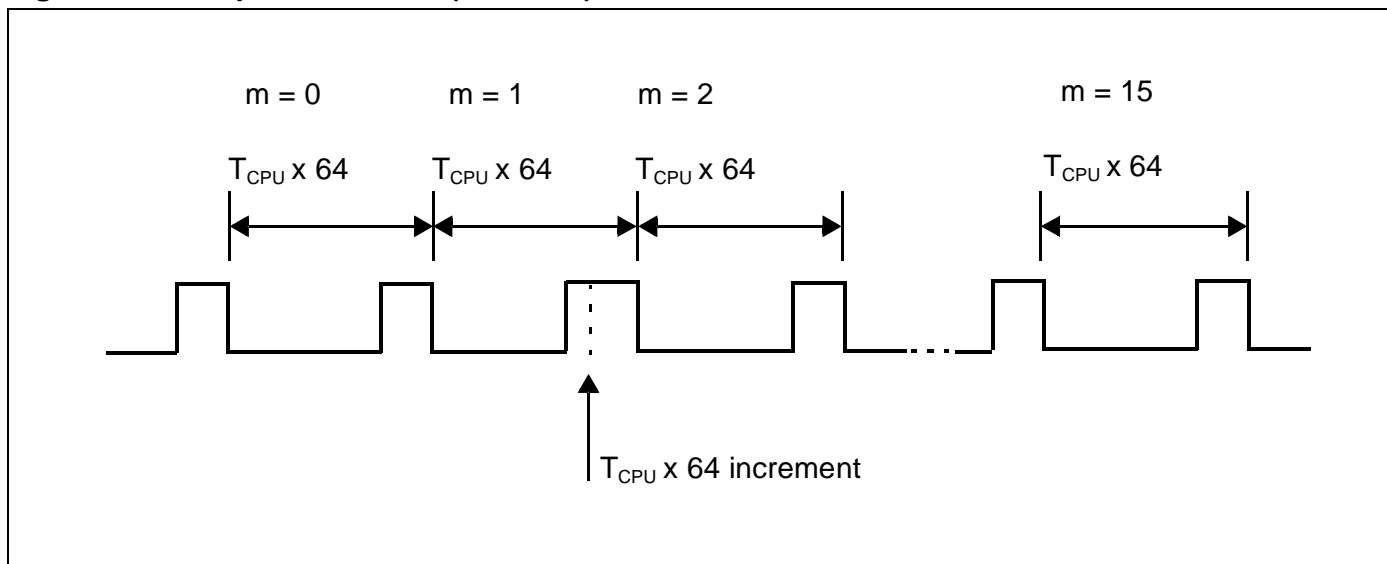 m = 0 m = 1 m = 2 m = 15
T_CPU x 64 T_CPU x 64 T_CPU x 64 T_CPU x 64
T_CPU x 64 increment